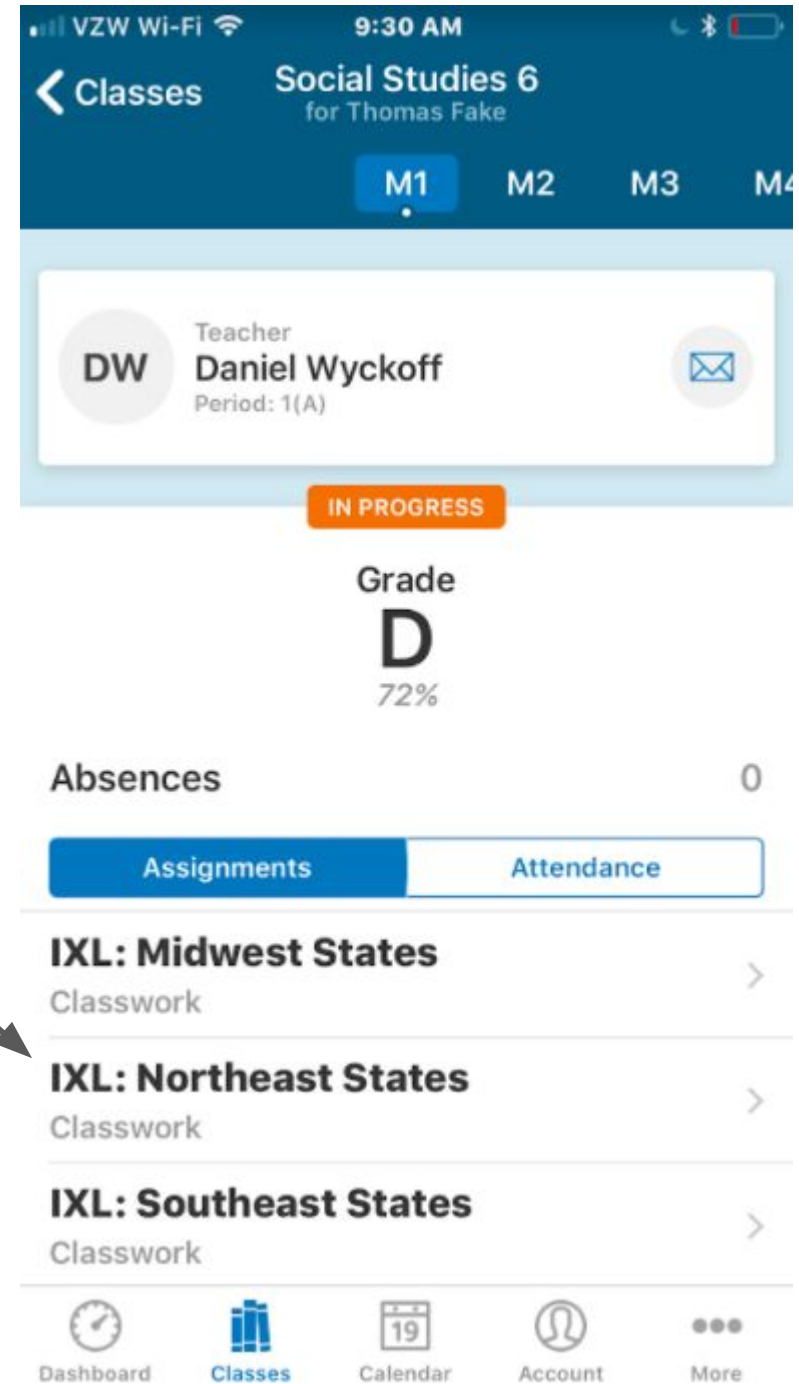 VZW Wi-Fi 9:30 AM
Classes Social Studies 6
for Thomas Fake
M1 M2 M3 M4
DW
Teacher
Daniel Wyckoff
Period: 1(A)
IN PROGRESS
Grade
D
72%
Absences 0
Assignments Attendance
IXL: Midwest States
Classwork
IXL: Northeast States
Classwork
IXL: Southeast States
Classwork
19
Dashboard Classes Calendar Account More